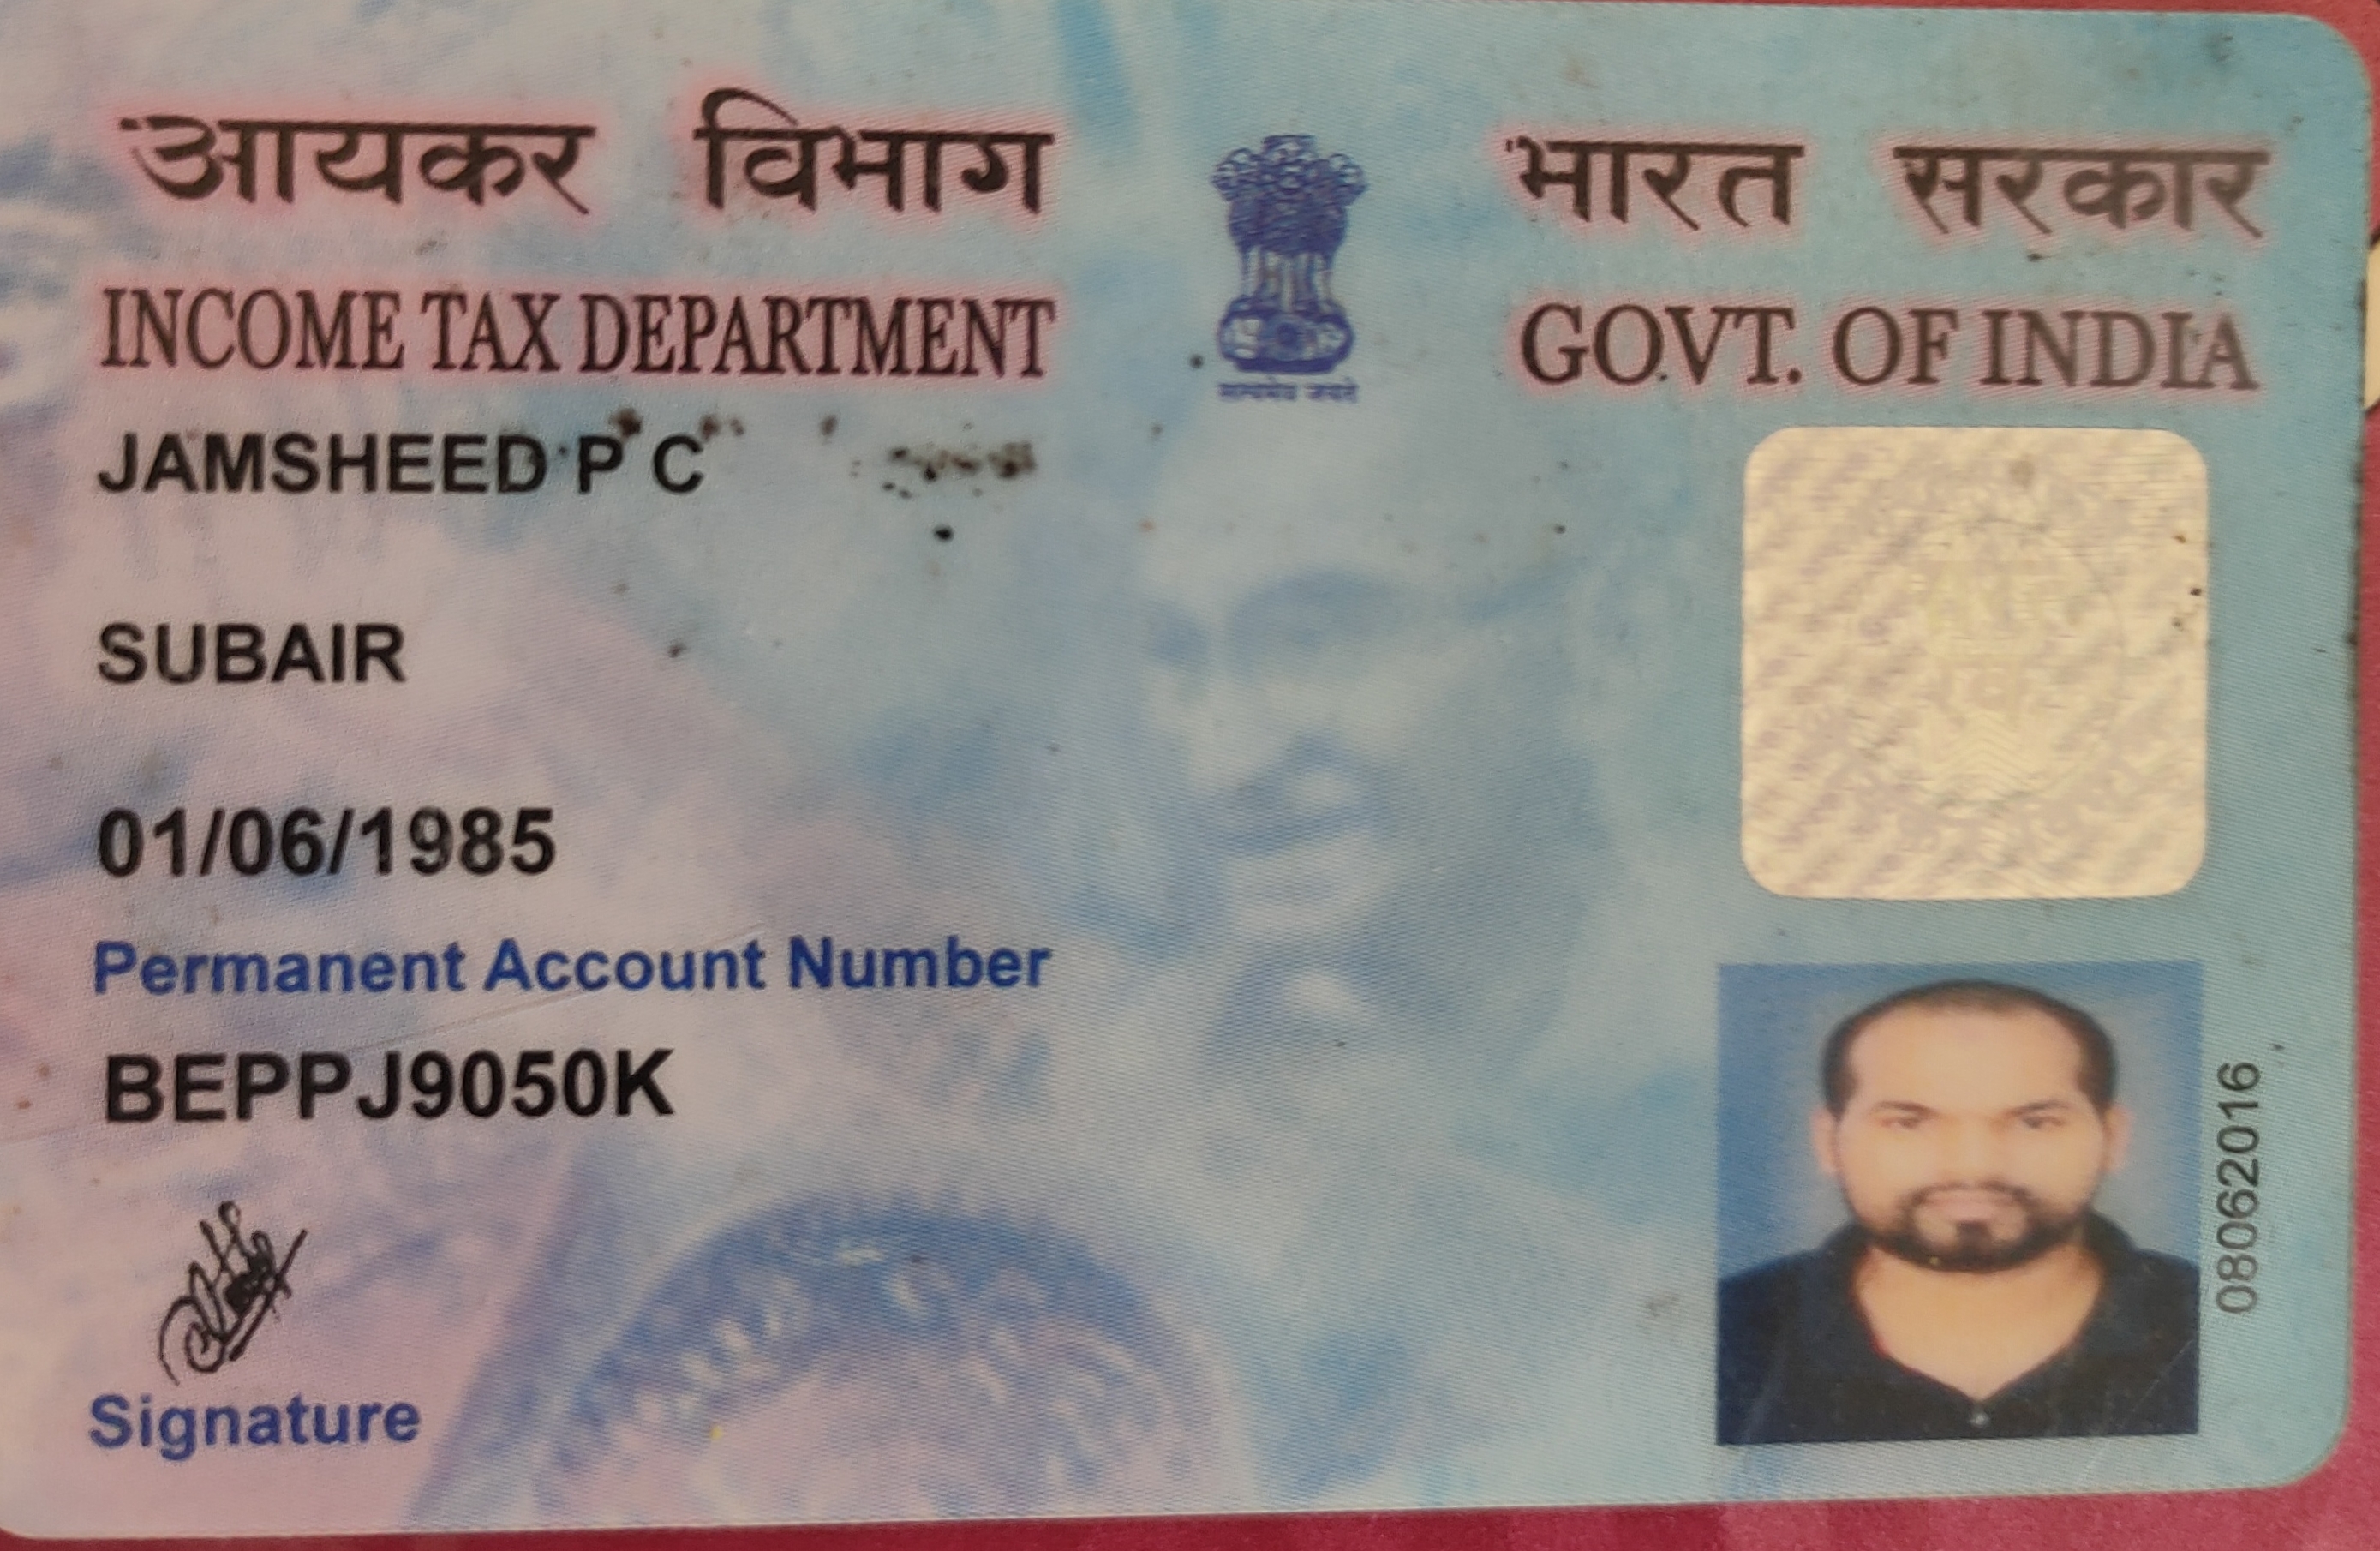 आयकर विभाग
INCOME TAX DEPARTMENT
सत्यमेव जयते
भारत सरकार
GOVT. OF INDIA
JAMSHEED P C
SUBAIR
01/06/1985
Permanent Account Number
BEPPJ9050K
Signature
08062016